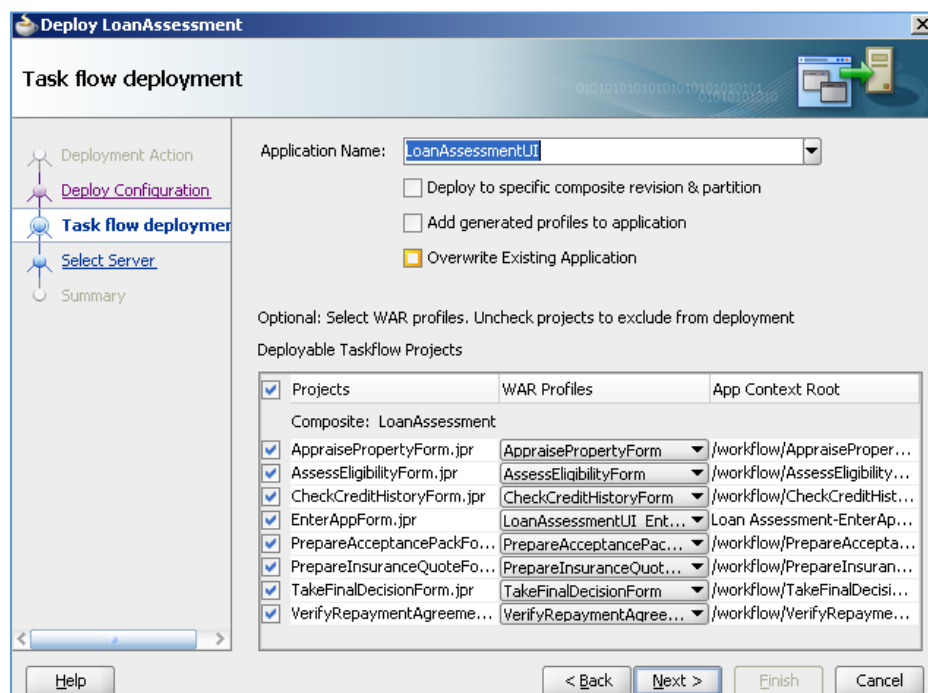 Deploy LoanAssessment
Task flow deployment
Deployment Action
Deploy Configuration
Task flow deploymer
Select Server
Summary
Application Name: LoanAssessmentUI
Deploy to specific composite revision & partition
Add generated profiles to application
Overwrite Existing Application
Optional: Select WAR profiles. Uncheck projects to exclude from deployment
Deployable Taskflow Projects
Projects WAR Profiles App Context Root
Composite: LoanAssessment
AppraisePropertyForm.jpr AppraisePropertyForm /workflow/AppraiseProper...
AssessEligibilityForm.jpr AssessEligibilityForm /workflow/AssessEligibility...
CheckCreditHistoryForm.jpr CheckCreditHistoryForm /workflow/CheckCreditHist...
EnterAppForm.jpr LoanAssessmentUI_Ent... Loan Assessment-EnterAp...
PrepareAcceptancePackFo... PrepareAcceptancePac... /workflow/PrepareAccepta...
PrepareInsuranceQuoteFo... PrepareInsuranceQuot... /workflow/PrepareInsuran...
TakeFinalDecisionForm.jpr TakeFinalDecisionForm /workflow/TakeFinalDecisi...
VerifyRepaymentAgreeme... VerifyRepaymentAgree... /workflow/VerifyRepayme...
Help < Back Next > Finish Cancel